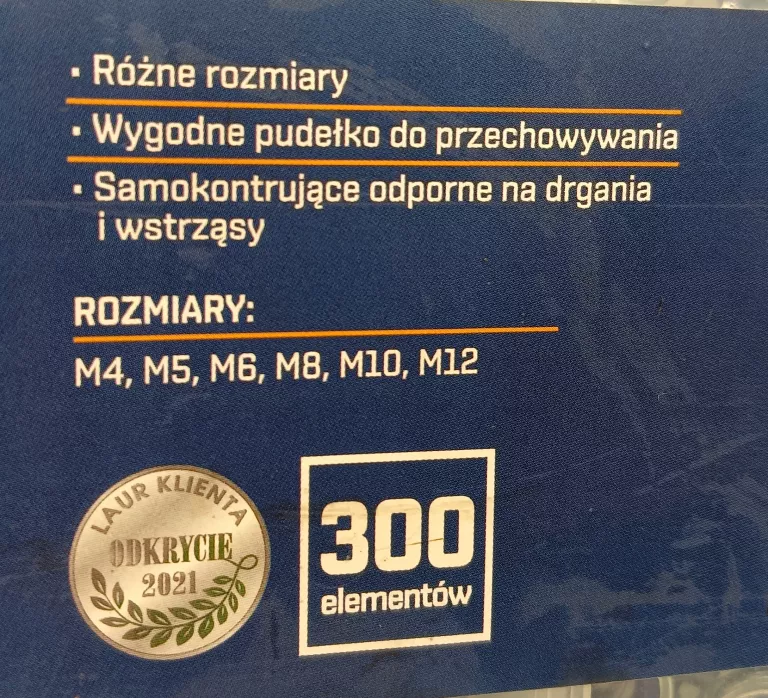 · Różne rozmiary
· Wygodne pudełko do przechowywania
· Samokontrujące odporne na drgania
i wstrząsy
ROZMIARY:
M4, M5, M6, M8, M10, M12
LAUR KLIENTA
ODKRYCIE
2021
300
elementów